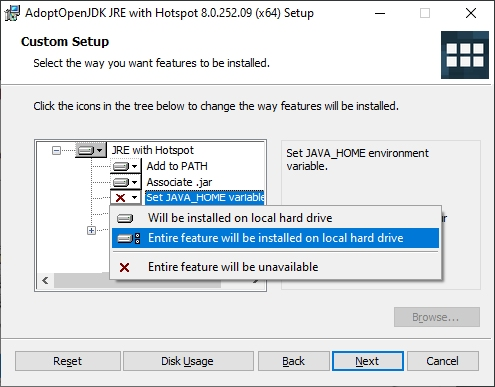 AdoptOpenJDK JRE with Hotspot 8.0.252.09 (x64) Setup
Custom Setup
Select the way you want features to be installed.
Click the icons in the tree below to change the way features will be installed.
JRE with Hotspot
Add to PATH
Associate .jar
Set JAVA_HOME variable
Set JAVA_HOME environment
variable.
Will be installed on local hard drive
Entire feature will be installed on local hard drive
Entire feature will be unavailable
Browse...
Reset
Disk Usage
Back
Next
Cancel